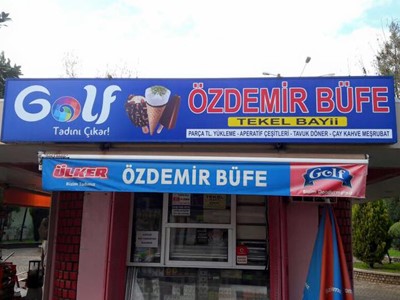 Golf
Tadını Çıkar!
ÖZDEMİR BÜFE
TEKEL BAYii
PARÇA TL. YÜKLEME - APERATİF ÇEŞİTLERİ - TAVUK DÖNER - ÇAY KAHVE MEŞRUBAT
ÜLKER
ÖZDEMİR BÜFE
Golf